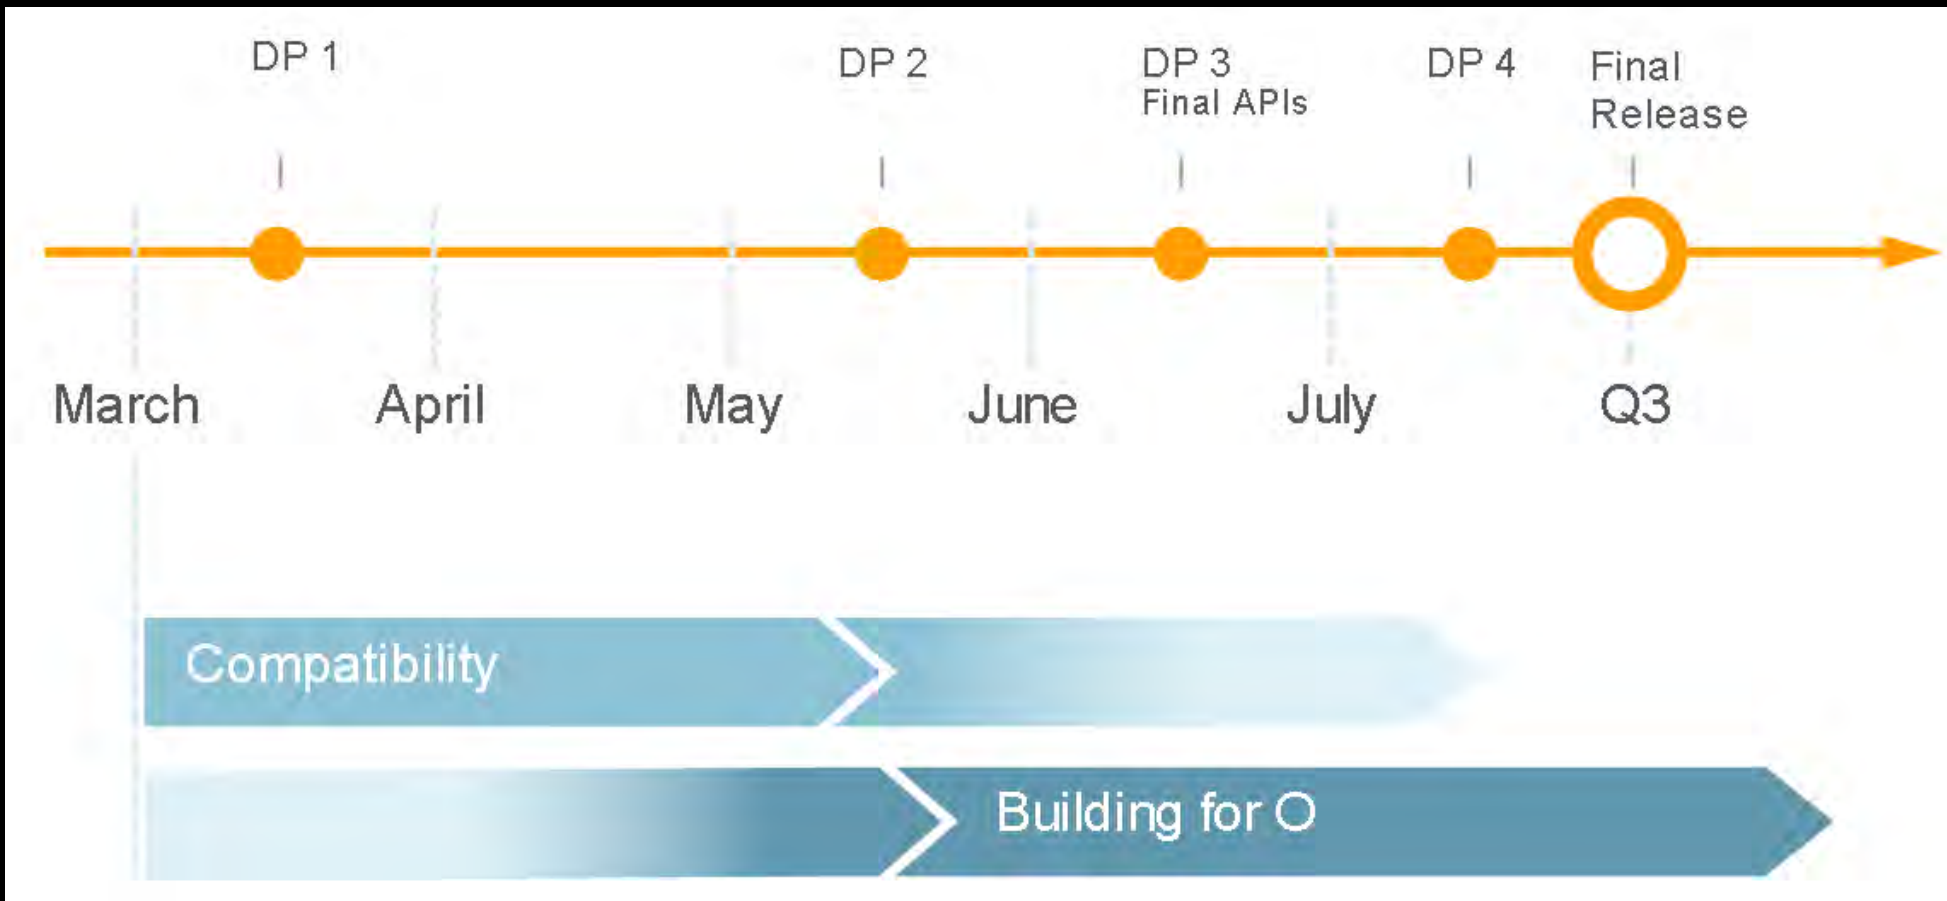 DP 1
DP 2
DP 3
Final APIs
DP 4
Final
Release
March
April
May
June
July
Q3
Compatibility
Building for O